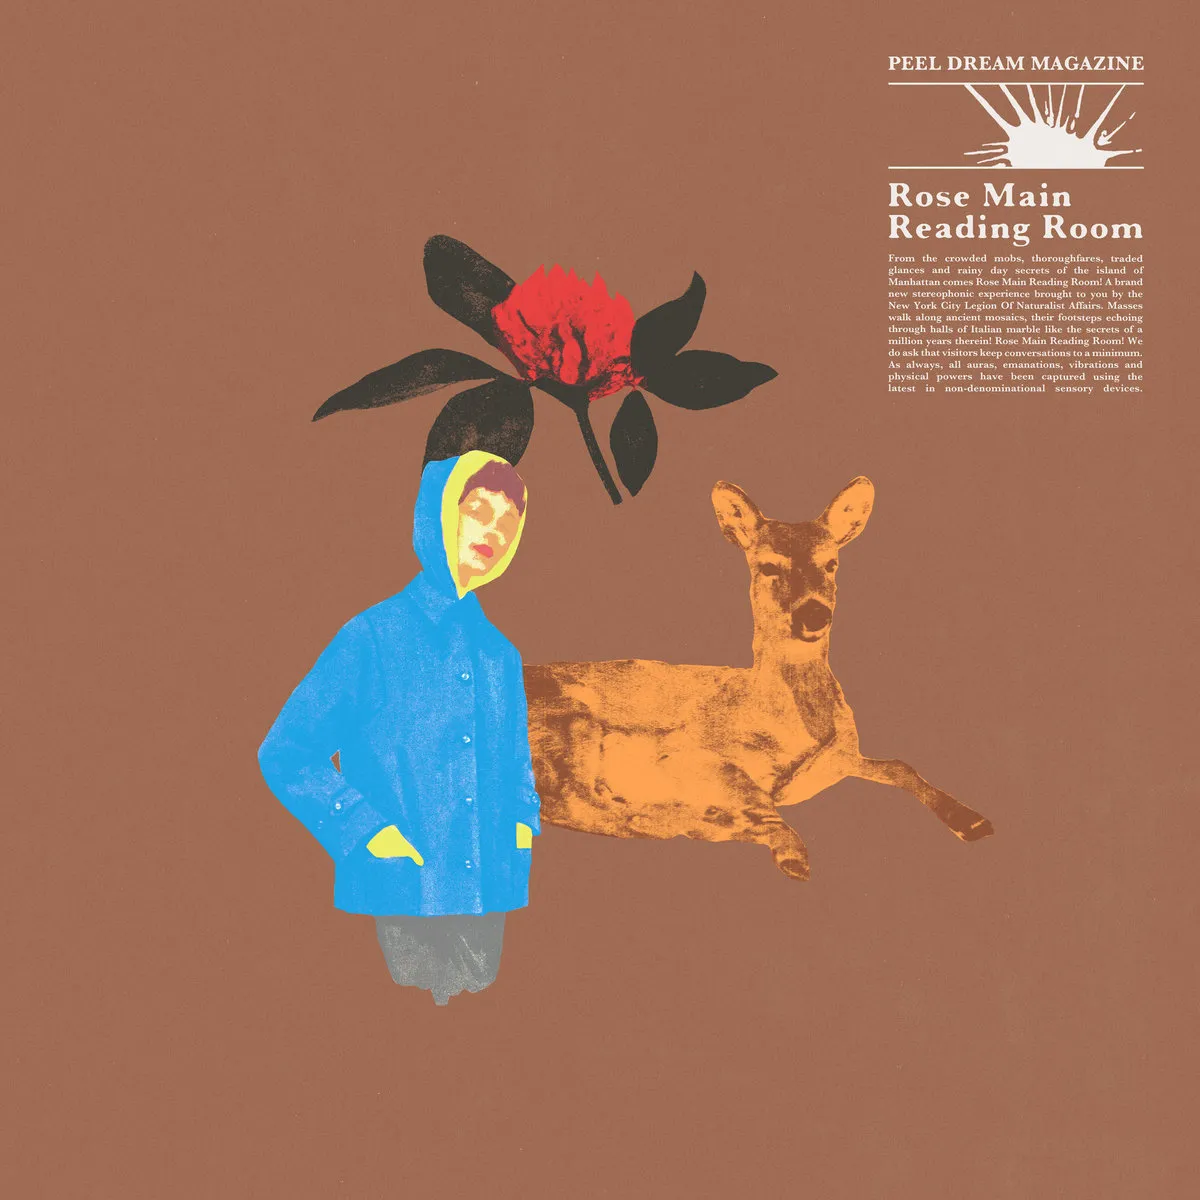 PEEL DREAM MAGAZINE
Rose Main
Reading Room
From the crowded mobs, thoroughfares, traded
glances and rainy day secrets of the island of
Manhattan comes Rose Main Reading Room! A brand
new stereophonic experience brought to you by the
New York City Legion Of Naturalist Affairs. Masses
walk along ancient mosaics, their footsteps echoing
through halls of Italian marble like the secrets of a
million years therein! Rose Main Reading Room! We
do ask that visitors keep conversations to a minimum.
As always, all auras, emanations, vibrations and
physical powers have been captured using the
latest in non-denominational sensory devices.